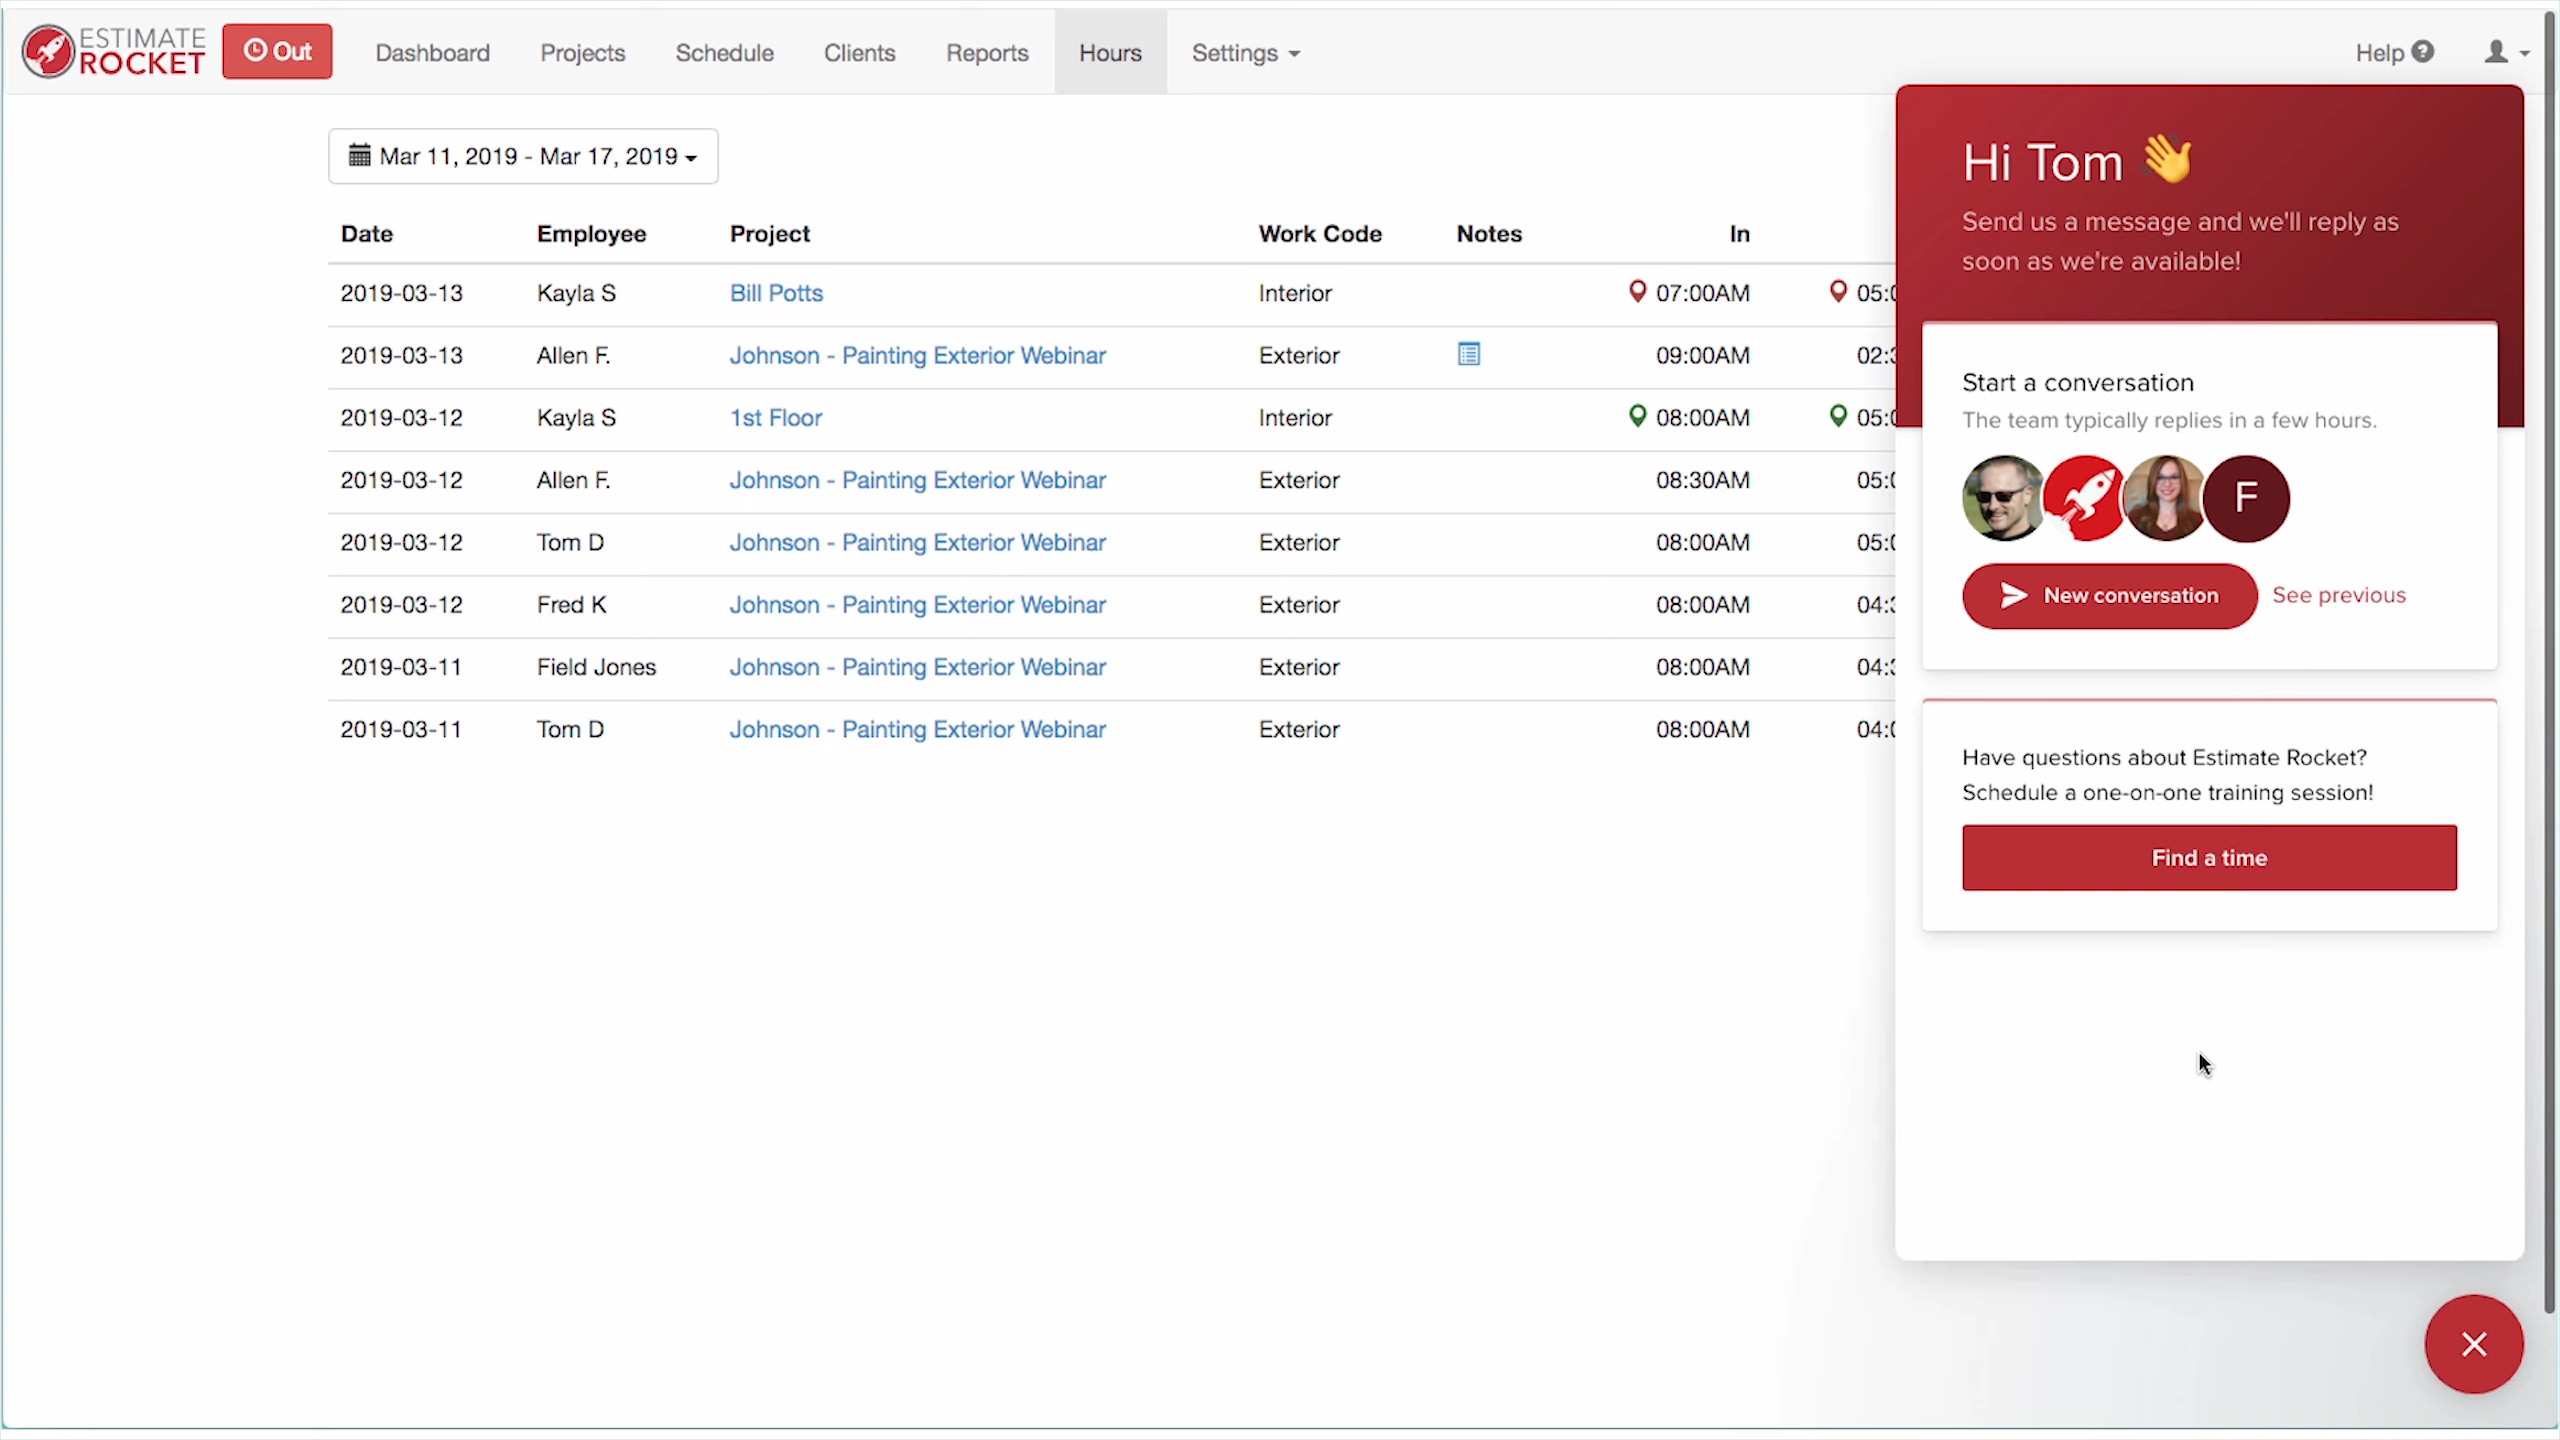 ESTIMATE
ROCKET
Out
Dashboard
Projects
Schedule
Clients
Reports
Hours
Settings
Help
Mar 11, 2019 - Mar 17, 2019
Date Employee Project Work Code Notes In
2019-03-13 Kayla S Bill Potts Interior 07:00AM
2019-03-13 Allen F. Johnson - Painting Exterior Webinar Exterior 09:00AM
2019-03-12 Kayla S 1st Floor Interior 08:00AM
2019-03-12 Allen F. Johnson - Painting Exterior Webinar Exterior 08:30AM
2019-03-12 Tom D Johnson - Painting Exterior Webinar Exterior 08:00AM
2019-03-12 Fred K Johnson - Painting Exterior Webinar Exterior 08:00AM
2019-03-11 Field Jones Johnson - Painting Exterior Webinar Exterior 08:00AM
2019-03-11 Tom D Johnson - Painting Exterior Webinar Exterior 08:00AM
Hi Tom 👋
Send us a message and we'll reply as
soon as we're available!
Start a conversation
The team typically replies in a few hours.
F
New conversation
See previous
Have questions about Estimate Rocket?
Schedule a one-on-one training session!
Find a time